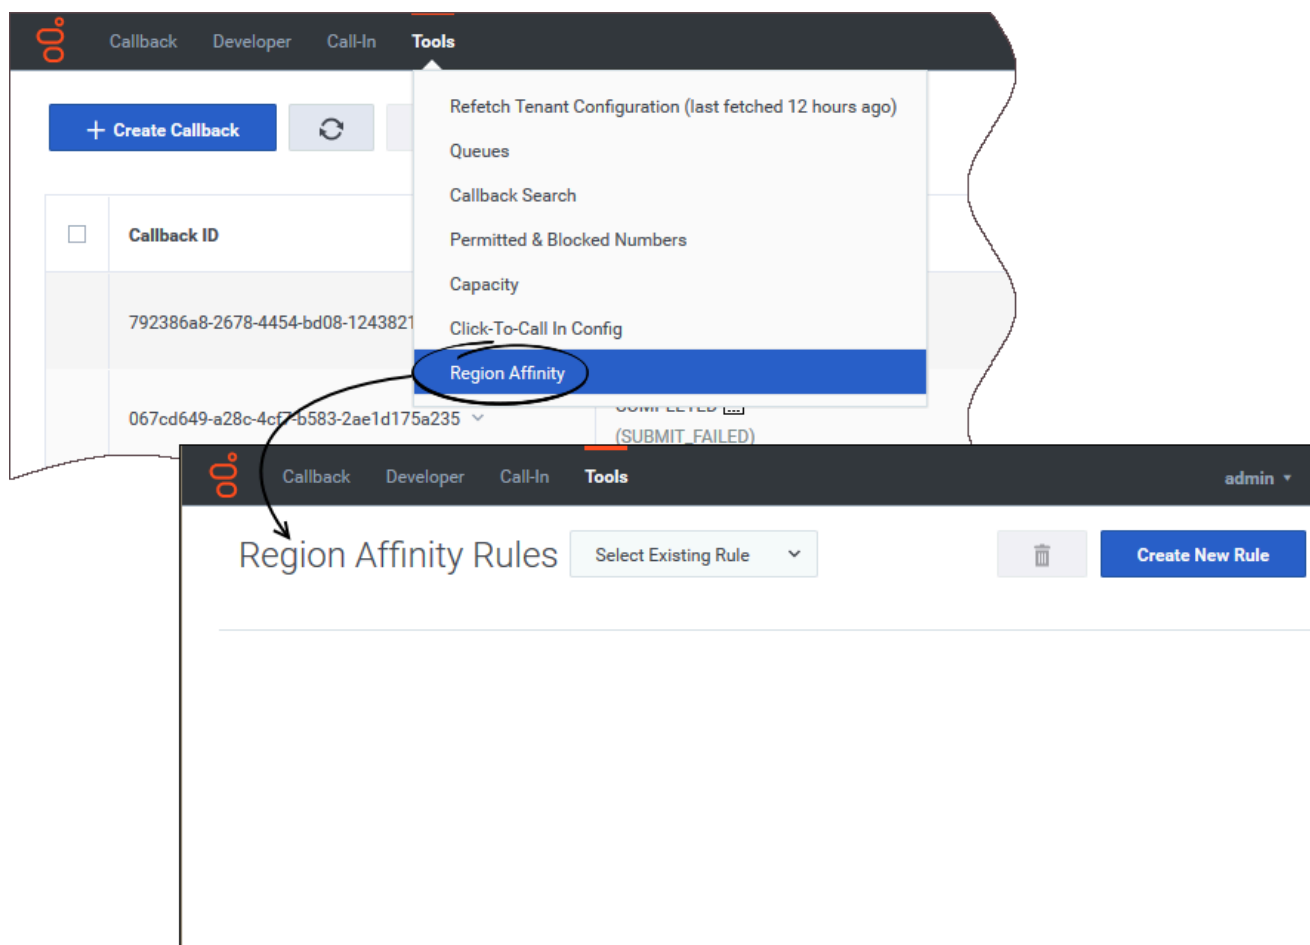 Callback Developer Call-In Tools
Refetch Tenant Configuration (last fetched 12 hours ago)
+ Create Callback
Queues
Callback Search
Callback ID
Permitted & Blocked Numbers
Capacity
792386a8-2678-4454-bd08-1243821
Click-To-Call In Config
Region Affinity
067cd649-a28c-4cf7-b583-2ae1d175a235
COMPLETED
(SUBMIT_FAILED)
Callback Developer Call-In Tools admin
Region Affinity Rules Select Existing Rule Create New Rule